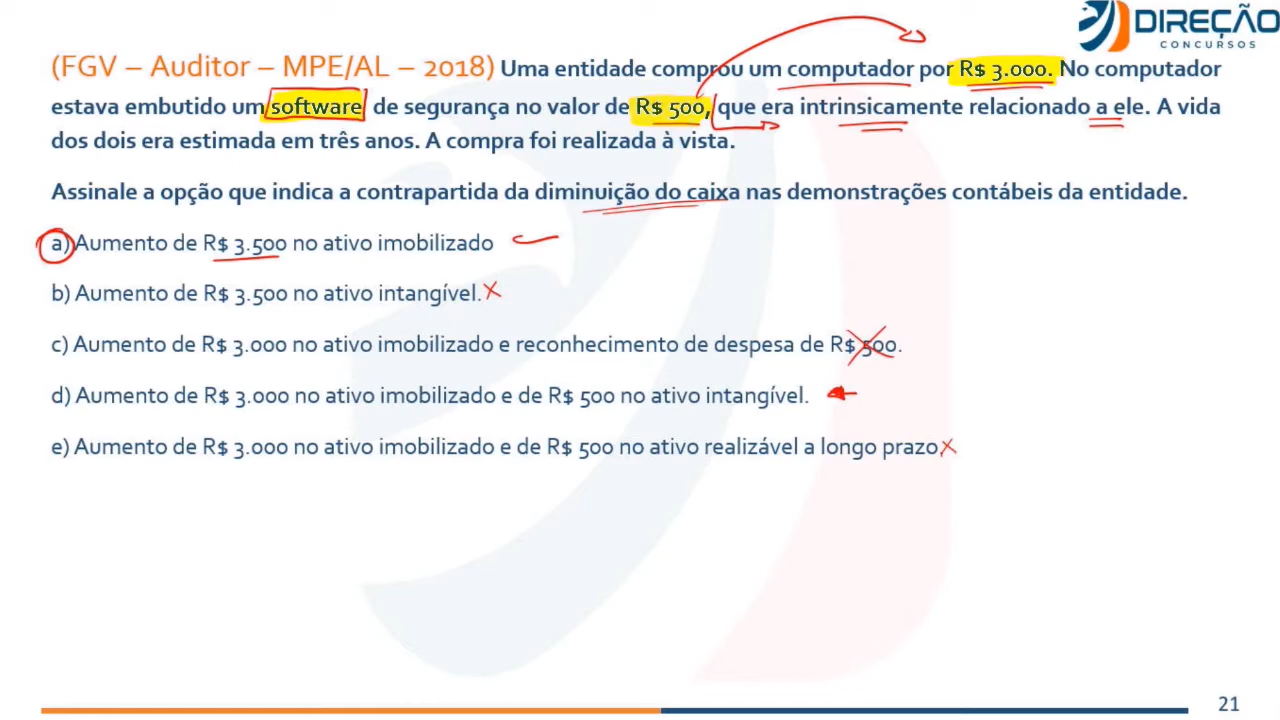 DIREÇÃO
CONCURSOS
(FGV – Auditor – MPE/AL – 2018) Uma entidade comprou um computador por R$ 3.000. No computador
estava embutido um software de segurança no valor de R$ 500, que era intrinsicamente relacionado a ele. A vida
dos dois era estimada em três anos. A compra foi realizada à vista.
Assinale a opção que indica a contrapartida da diminuição do caixa nas demonstrações contábeis da entidade.
a) Aumento de R$ 3.500 no ativo imobilizado
b) Aumento de R$ 3.500 no ativo intangível.
c) Aumento de R$ 3.000 no ativo imobilizado e reconhecimento de despesa de R$ 500.
d) Aumento de R$ 3.000 no ativo imobilizado e de R$ 500 no ativo intangível.
e) Aumento de R$ 3.000 no ativo imobilizado e de R$ 500 no ativo realizável a longo prazo.
21